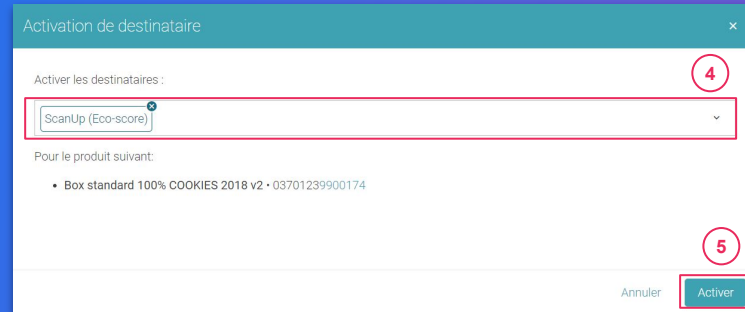 Activation de destinataire ×
Activer les destinataires :
4
ScanUp (Eco-score)
Pour le produit suivant:
• Box standard 100% COOKIES 2018 v2 • 03701239900174
5
Annuler Activer